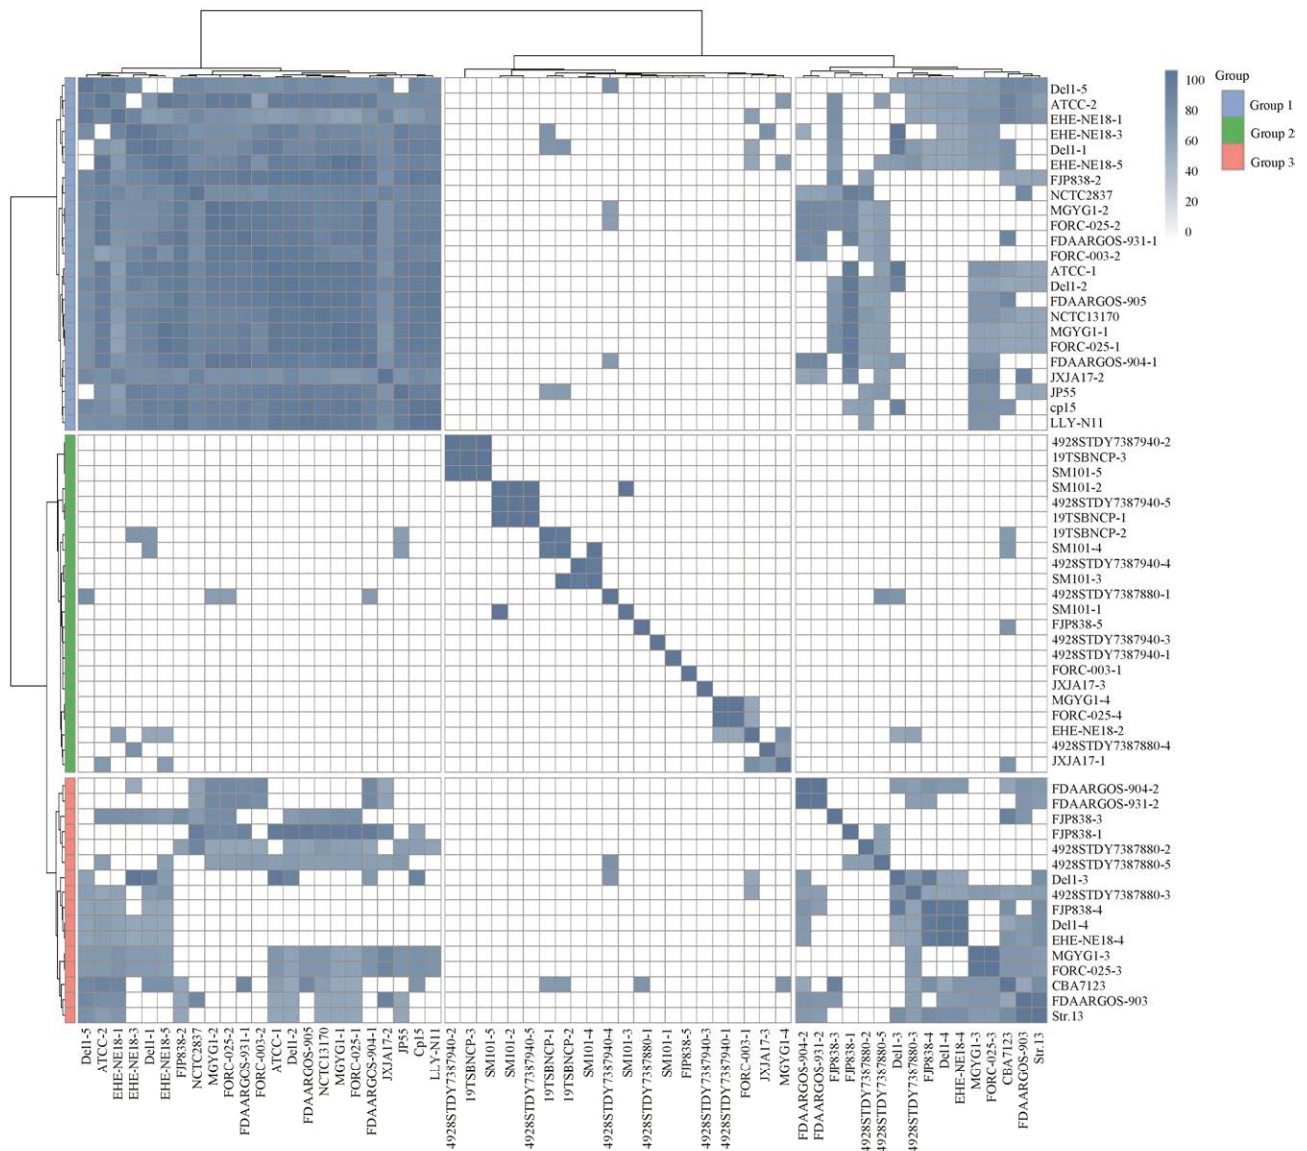 100
80
60
40
20
0
Group
Group 1
Group 2
Group 3
Del1-5
ATCC-2
EHE-NE18-1
EHE-NE18-3
Del1-1
EHE-NE18-5
FJP838-2
NCTC2837
MGYG1-2
FORC-025-2
FDAARGOS-931-1
FORC-003-2
ATCC-1
Del1-2
FDAARGOS-905
NCTC13170
MGYG1-1
FORC-025-1
FDAARGOS-904-1
JXJA17-2
JP55
cp15
LLY-N11
4928STDY7387940-2
19TSBNCP-3
SM101-5
SM101-2
4928STDY7387940-5
19TSBNCP-1
19TSBNCP-2
SM101-4
4928STDY7387940-4
SM101-3
4928STDY7387880-1
SM101-1
FJP838-5
4928STDY7387940-3
4928STDY7387940-1
FORC-003-1
JXJA17-3
MGYG1-4
FORC-025-4
EHE-NE18-2
4928STDY7387880-4
JXJA17-1
FDAARGOS-904-2
FDAARGOS-931-2
FJP838-3
FJP838-1
4928STDY7387880-2
4928STDY7387880-5
Del1-3
4928STDY7387880-3
FJP838-4
Del1-4
EHE-NE18-4
MGYG1-3
FORC-025-3
CBA7123
FDAARGOS-903
Str.13
Del1-5
ATCC-2
EHE-NE18-1
EHE-NE18-3
Del1-1
EHE-NE18-5
FJP838-2
NCTC2837
MGYG1-2
FORC-025-2
FDAARGCS-931-1
FORC-003-2
ATCC-1
Del1-2
FDAARGOS-905
NCTC13170
MGYG1-1
FORC-025-1
FDAARGCS-904-1
JXJA17-2
JP55
Cp15
LLY-N11
4928STDY7387940-2
19TSBNCP-3
SM101-5
SM101-2
4928STDY7387940-5
19TSBNCP-1
19TSBNCP-2
SM101-4
4928STDY7387940-4
SM101-3
4928STDY7387880-1
SM101-1
FJP838-5
4928STDY7387940-3
4928STDY7387940-1
FORC-003-1
JXJA17-3
MGYG1-4
FDAARGOS-904-2
FDAARGOS-931-2
FJP838-3
FJP838-1
4928STDY7387880-2
4928STDY7387880-5
Del1-3
4928STDY7387880-3
FJP838-4
Del1-4
EHE-NE18-4
MGYG1-3
FORC-025-3
CBA7123
FDAARGOS-903
Str.13